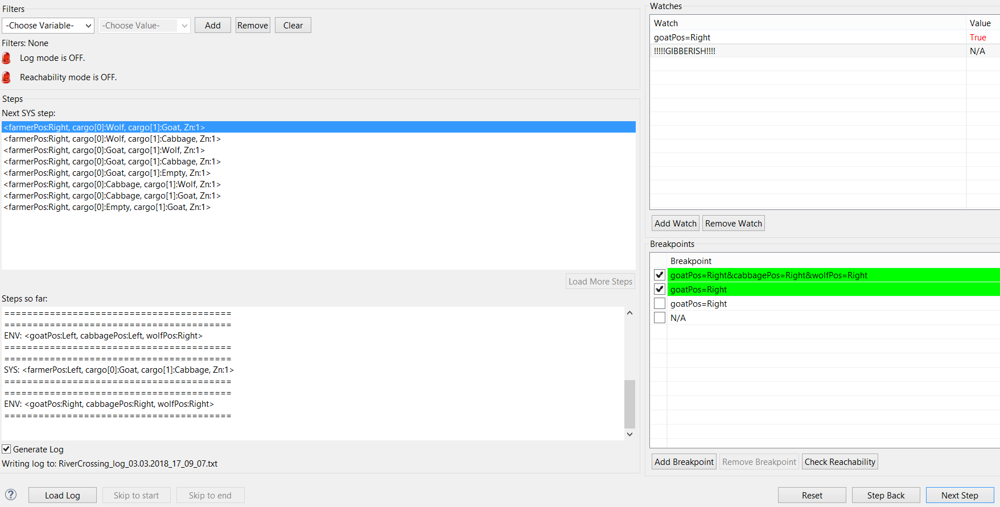 Filters
-Choose Variable- -Choose Value- Add Remove Clear
Filters: None
Log mode is OFF.
Reachability mode is OFF.
Steps
Next SYS step:
<farmerPos:Right, cargo[0]:Wolf, cargo[1]:Goat, Zn:1>
<farmerPos:Right, cargo[0]:Wolf, cargo[1]:Cabbage, Zn:1>
<farmerPos:Right, cargo[0]:Goat, cargo[1]:Wolf, Zn:1>
<farmerPos:Right, cargo[0]:Goat, cargo[1]:Cabbage, Zn:1>
<farmerPos:Right, cargo[0]:Goat, cargo[1]:Empty, Zn:1>
<farmerPos:Right, cargo[0]:Cabbage, cargo[1]:Wolf, Zn:1>
<farmerPos:Right, cargo[0]:Cabbage, cargo[1]:Goat, Zn:1>
<farmerPos:Right, cargo[0]:Empty, cargo[1]:Goat, Zn:1>
Load More Steps
Steps so far:
========================================
========================================
ENV: <goatPos:Left, cabbagePos:Left, wolfPos:Right>
========================================
========================================
SYS: <farmerPos:Left, cargo[0]:Goat, cargo[1]:Cabbage, Zn:1>
========================================
========================================
ENV: <goatPos:Right, cabbagePos:Right, wolfPos:Right>
========================================
Generate Log
Writing log to: RiverCrossing_log_03.03.2018_17_09_07.txt
Watches
Watch Value
goatPos=Right True
!!!!!GIBBERISH!!!! N/A
Add Watch Remove Watch
Breakpoints
Breakpoint
goatPos=Right&cabbagePos=Right&wolfPos=Right
goatPos=Right
goatPos=Right
N/A
Add Breakpoint Remove Breakpoint Check Reachability
? Load Log Skip to start Skip to end Reset Step Back Next Step